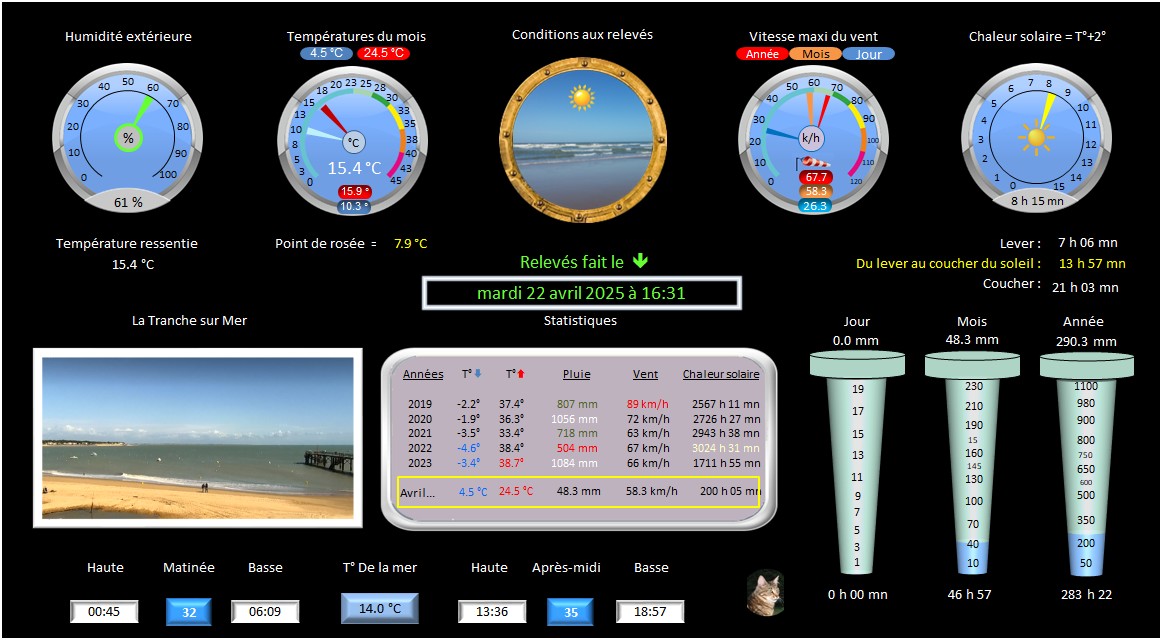 Humidité extérieure
Températures du mois
4.5 °C 24.5 °C
Conditions aux relevés
Vitesse maxi du vent
Année Mois Jour
Chaleur solaire = T°+2°
0 10 20 30 40 50 60 70 80 90 100
%
61 %
0 3 5 8 10 13 15 18 20 23 25 28 30 33 35 38 40 43 45
°C
15.4 °C
15.9 °
10.3 °
0 10 20 30 40 50 60 70 80 90 100 110 120
k/h
67.7
58.3
26.3
0 1 2 3 4 5 6 7 8 9 10 11 12 13 14 15
8 h 15 mn
Température ressentie
15.4 °C
Point de rosée = 7.9 °C
Relevés fait le
mardi 22 avril 2025 à 16:31
Lever : 7 h 06 mn
Du lever au coucher du soleil : 13 h 57 mn
Coucher : 21 h 03 mn
La Tranche sur Mer
Statistiques
Années T° T° Pluie Vent Chaleur solaire
2019 -2.2° 37.4° 807 mm 89 km/h 2567 h 11 mn
2020 -1.9° 36.3° 1056 mm 72 km/h 2726 h 27 mn
2021 -3.5° 33.4° 718 mm 63 km/h 2943 h 38 mn
2022 -4.6° 38.4° 504 mm 67 km/h 3024 h 31 mn
2023 -3.4° 38.7° 1084 mm 66 km/h 1711 h 55 mn
Avril... 4.5 °C 24.5 °C 48.3 mm 58.3 km/h 200 h 05 mn
Jour
0.0 mm
19
17
15
13
11
9
7
5
3
1
0 h 00 mn
Mois
48.3 mm
230
210
190
15
160
145
130
100
70
40
10
46 h 57
Année
290.3 mm
1100
980
900
800
750
650
600
500
350
200
50
283 h 22
Haute Matinée Basse
00:45 32 06:09
T° De la mer
14.0 °C
Haute Après-midi Basse
13:36 35 18:57